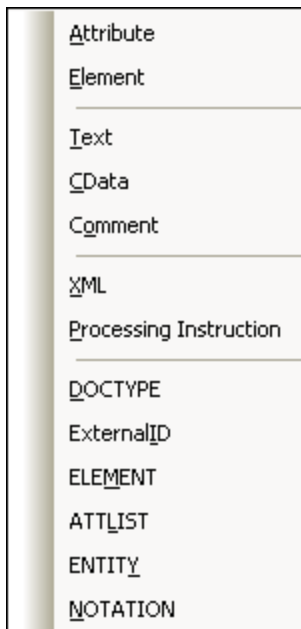 Attribute
Element
Text
CData
Comment
XML
Processing Instruction
DOCTYPE
ExternalID
ELEMENT
ATTLIST
ENTITY
NOTATION